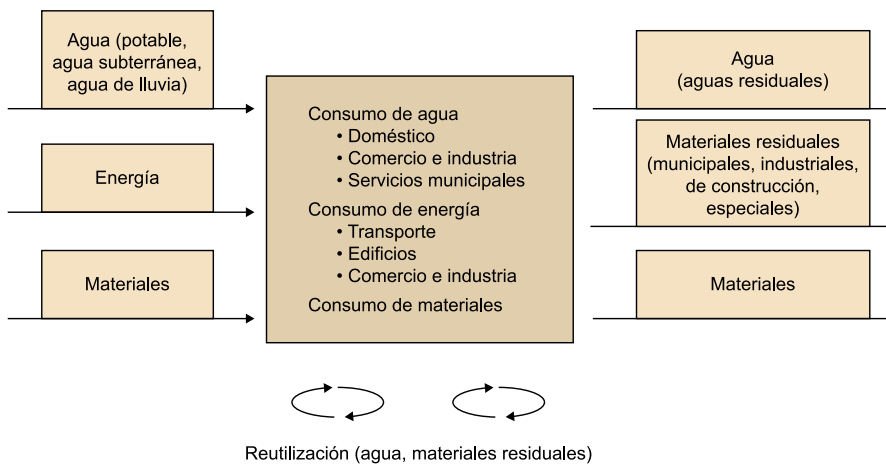 Agua (potable,
agua subterránea,
agua de lluvia)
Energía
Materiales
Consumo de agua
• Doméstico
• Comercio e industria
• Servicios municipales
Consumo de energía
• Transporte
• Edificios
• Comercio e industria
Consumo de materiales
Agua
(aguas residuales)
Materiales residuales
(municipales, industriales,
de construcción,
especiales)
Materiales
Reutilización (agua, materiales residuales)